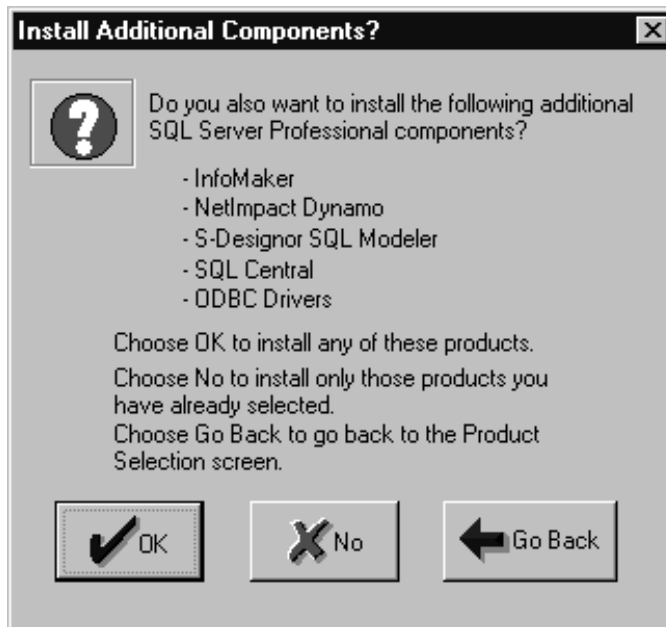 Install Additional Components?
Do you also want to install the following additional
SQL Server Professional components?
- InfoMaker
- NetImpact Dynamo
- S-Designor SQL Modeler
- SQL Central
- ODBC Drivers
Choose OK to install any of these products.
Choose No to install only those products you
have already selected.
Choose Go Back to go back to the Product
Selection screen.
OK
No
Go Back